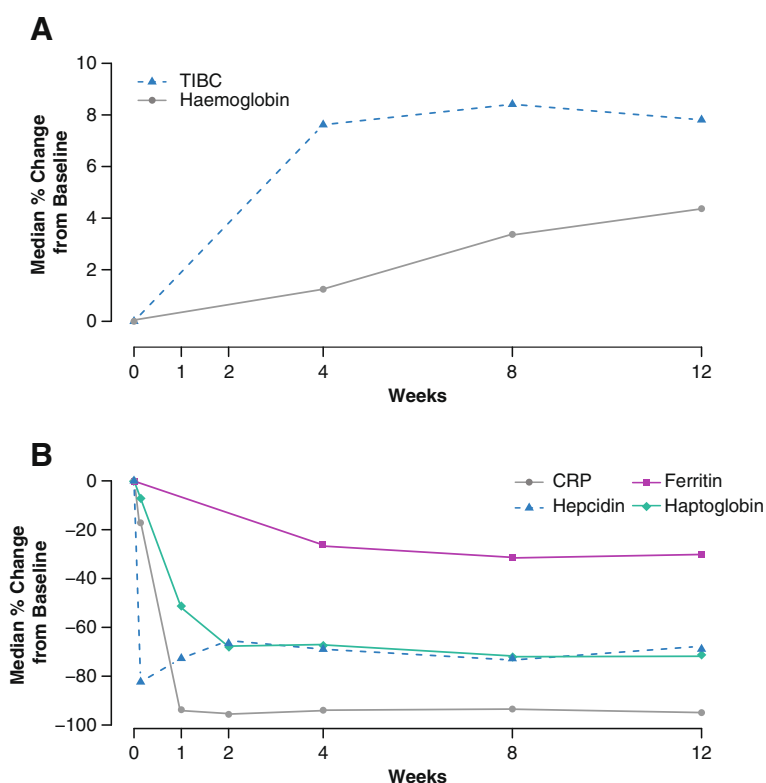 A
10
8
6
4
2
0
Median % Change
from Baseline
TIBC
Haemoglobin
0 1 2 4 8 12
Weeks
B
0
−20
−40
−60
−80
−100
Median % Change
from Baseline
CRP Ferritin
Hepcidin Haptoglobin
0 1 2 4 8 12
Weeks